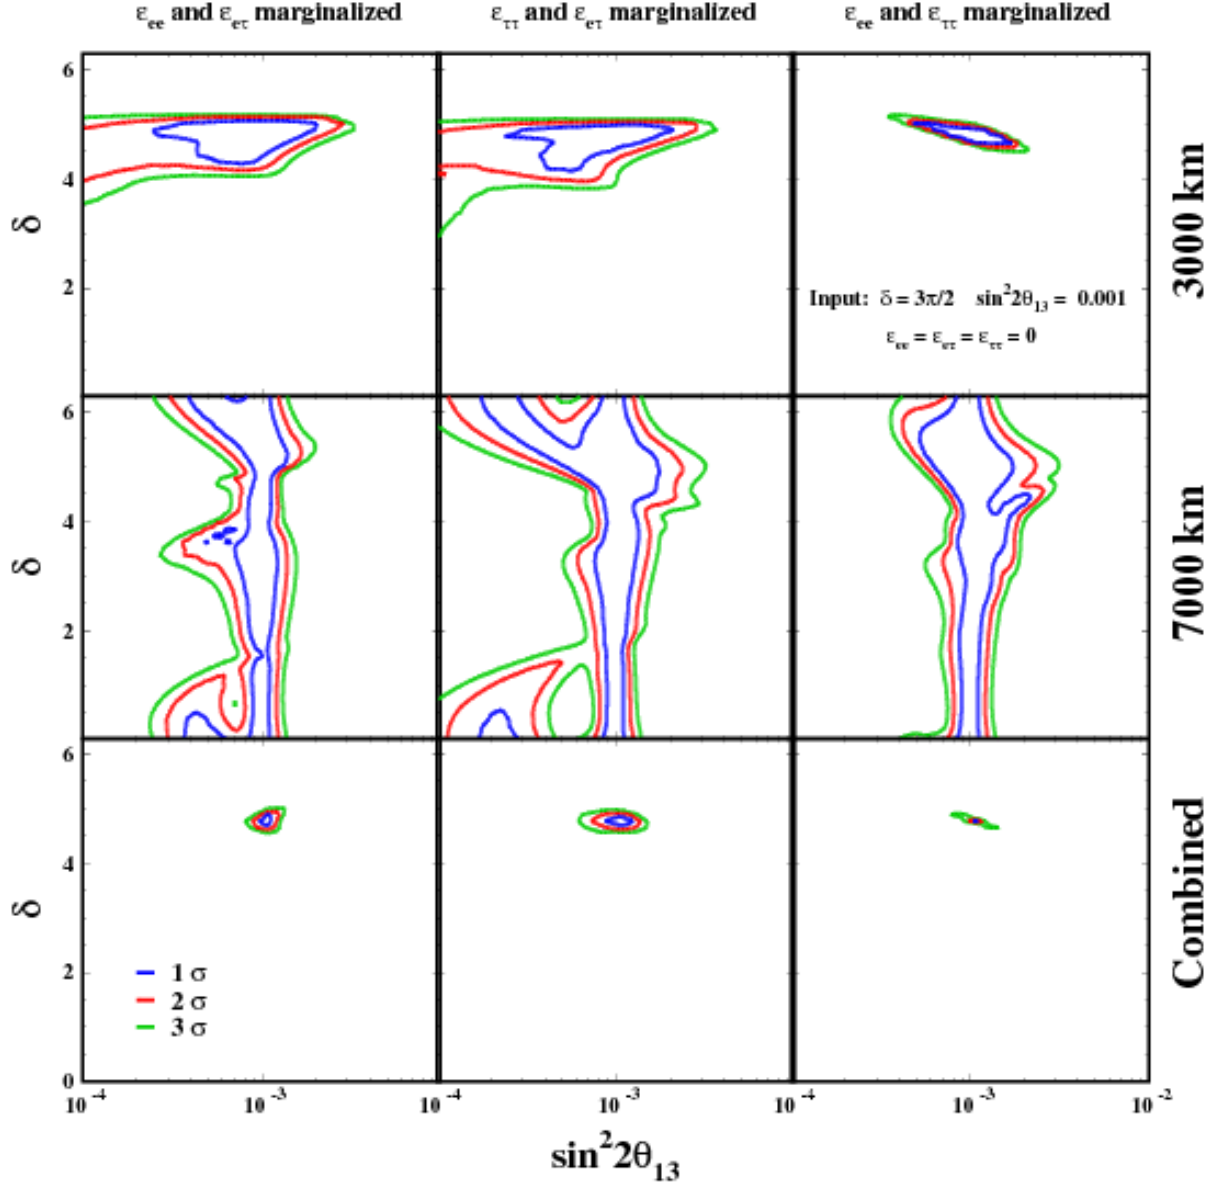 ε_ee and ε_eτ marginalized ε_ττ and ε_eτ marginalized ε_ee and ε_ττ marginalized
6
4
δ
2
Input: δ = 3π/2 sin²2θ₁₃ = 0.001
ε_ee = ε_eτ = ε_ττ = 0
3000 km
6
4
δ
2
7000 km
6
4
δ
2
0
1 σ
2 σ
3 σ
Combined
10⁻⁴ 10⁻³ 10⁻⁴ 10⁻³ 10⁻⁴ 10⁻³ 10⁻²
sin²2θ₁₃